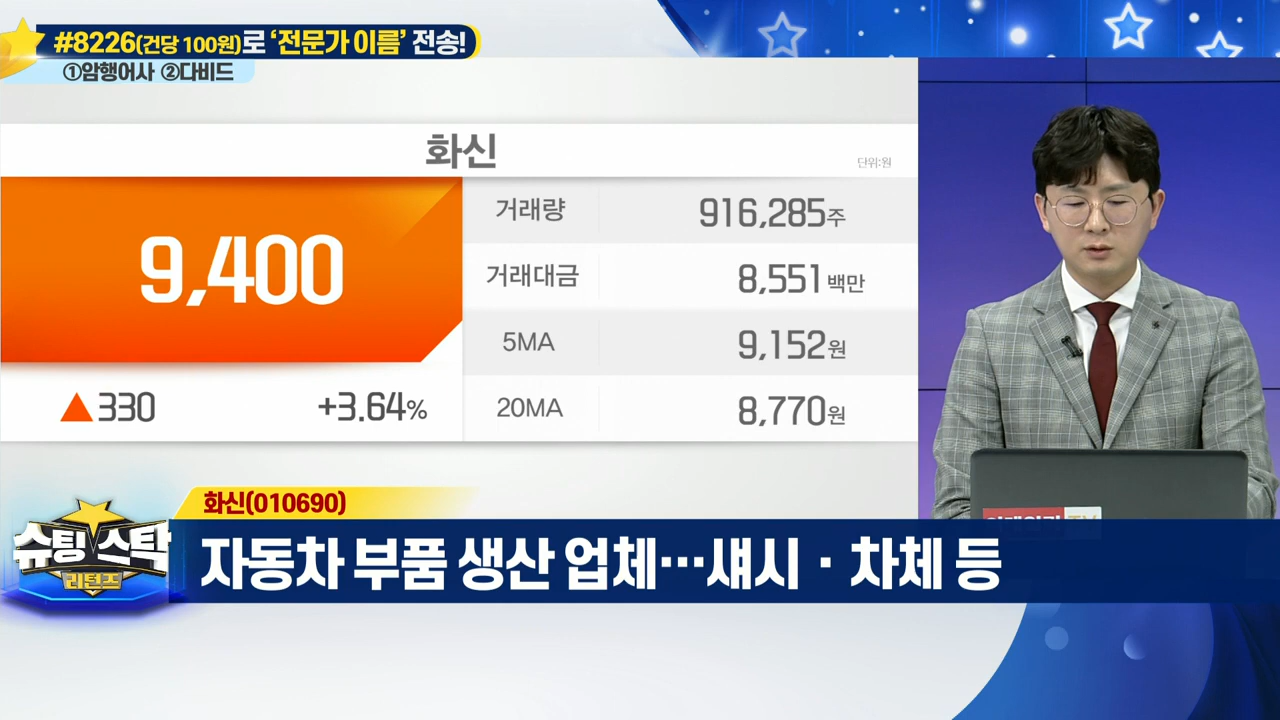 #8226(건당 100원)로 ‘전문가 이름’ 전송!
①암행어사 ②다비드
화신
단위:원
9,400
▲330 +3.64%
거래량 916,285주
거래대금 8,551백만
5MA 9,152원
20MA 8,770원
화신(010690)
슈팅스탁
리턴즈
자동차 부품 생산 업체···섀시·차체 등